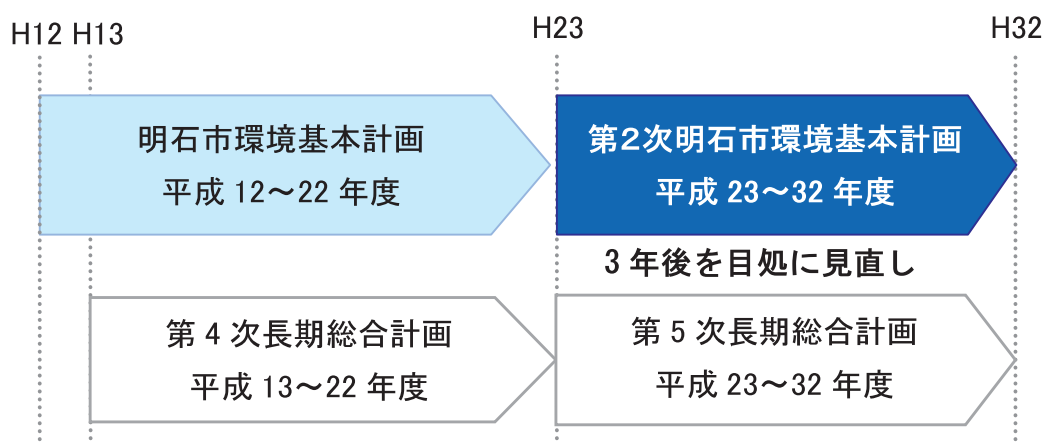 H12 H13 H23 H32
明石市環境基本計画
平成 12～22 年度
第2次明石市環境基本計画
平成 23～32 年度
3 年後を目処に見直し
第 4 次長期総合計画
平成 13～22 年度
第 5 次長期総合計画
平成 23～32 年度